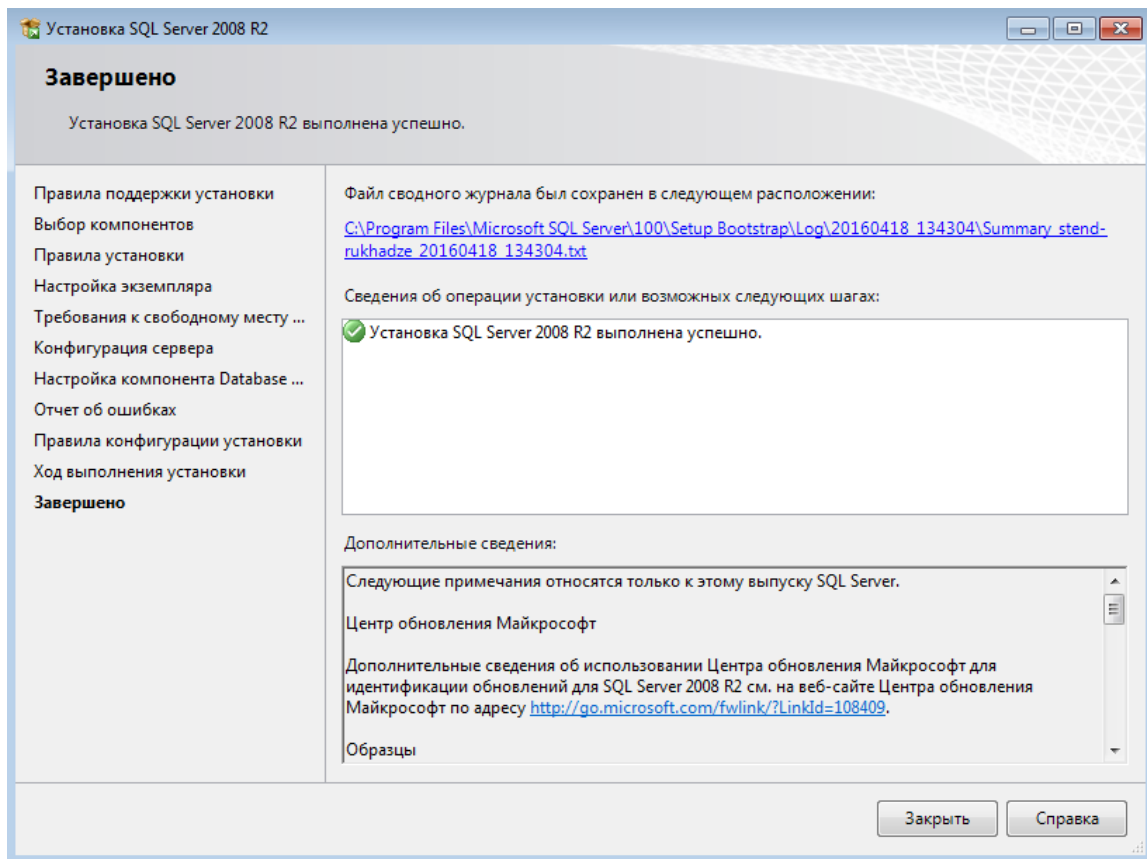 Установка SQL Server 2008 R2
Завершено
Установка SQL Server 2008 R2 выполнена успешно.
Правила поддержки установки
Выбор компонентов
Правила установки
Настройка экземпляра
Требования к свободному месту ...
Конфигурация сервера
Настройка компонента Database ...
Отчет об ошибках
Правила конфигурации установки
Ход выполнения установки
Завершено
Файл сводного журнала был сохранен в следующем расположении:
C:\Program Files\Microsoft SQL Server\100\Setup Bootstrap\Log\20160418_134304\Summary_stend-
rukhadze_20160418_134304.txt
Сведения об операции установки или возможных следующих шагах:
Установка SQL Server 2008 R2 выполнена успешно.
Дополнительные сведения:
Следующие примечания относятся только к этому выпуску SQL Server.
Центр обновления Майкрософт
Дополнительные сведения об использовании Центра обновления Майкрософт для
идентификации обновлений для SQL Server 2008 R2 см. на веб-сайте Центра обновления
Майкрософт по адресу http://go.microsoft.com/fwlink/?LinkId=108409.
Образцы
Закрыть
Справка